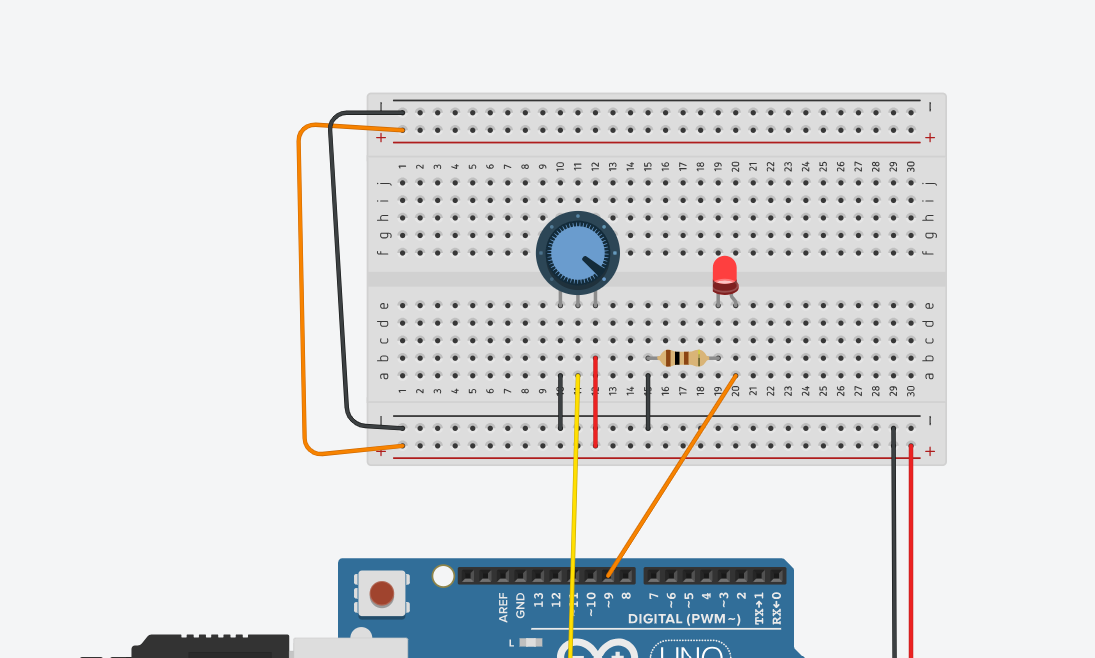 − −
+ +
1 2 3 4 5 6 7 8 9 10 11 12 13 14 15 16 17 18 19 20 21 22 23 24 25 26 27 28 29 30
j j
i i
h h
g g
f f
e e
d d
c c
b b
a a
1 2 3 4 5 6 7 8 9 10 11 12 13 14 15 16 17 18 19 20 21 22 23 24 25 26 27 28 29 30
− −
+ +
AREF GND 13 12 ~11 ~10 ~9 8 7 ~6 ~5 4 ~3 2 TX→1 RX←0
DIGITAL (PWM~)
L
UNO